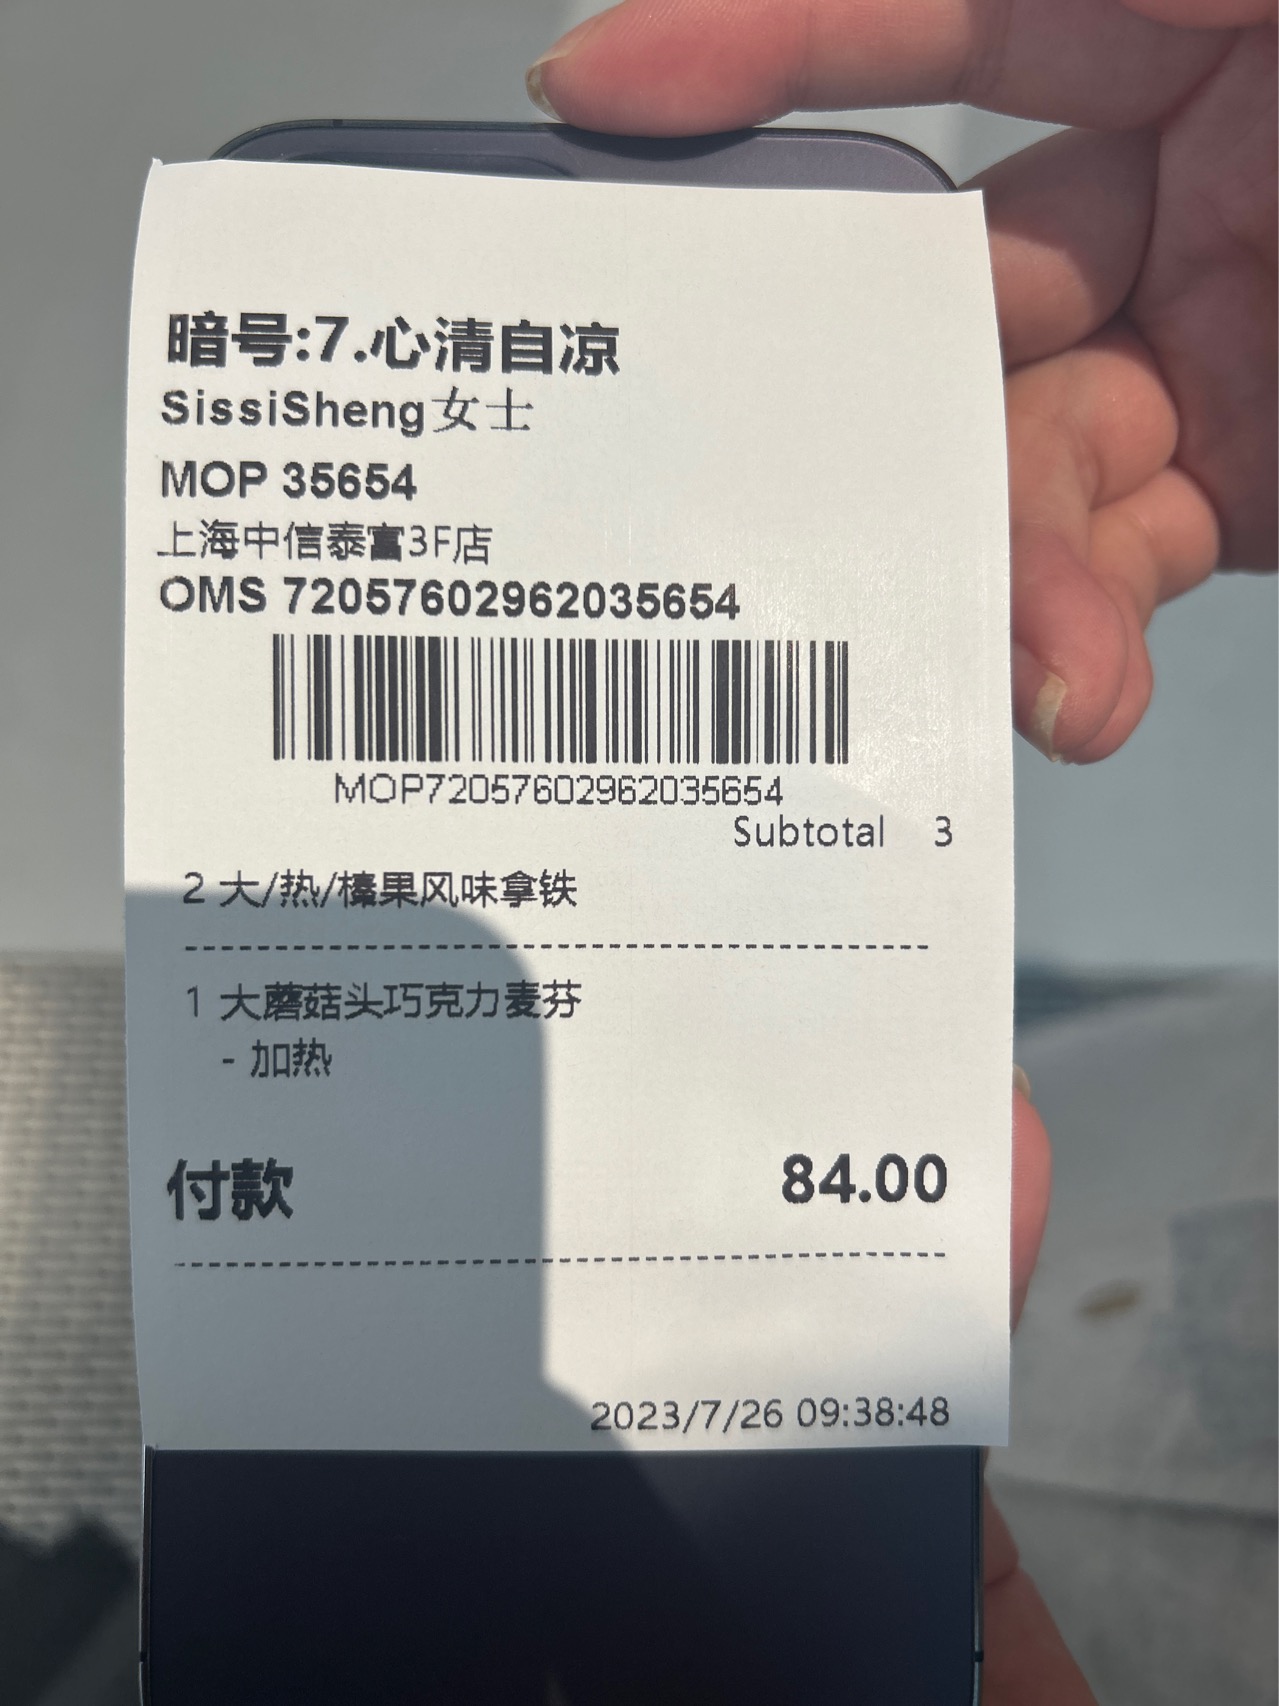 暗号:7.心清自凉
SissiSheng女士
MOP 35654
上海中信泰富3F店
OMS 72057602962035654
MOP72057602962035654
Subtotal 3
2 大/热/榛果风味拿铁
1 大蘑菇头巧克力麦芬
- 加热
付款 84.00
2023/7/26 09:38:48